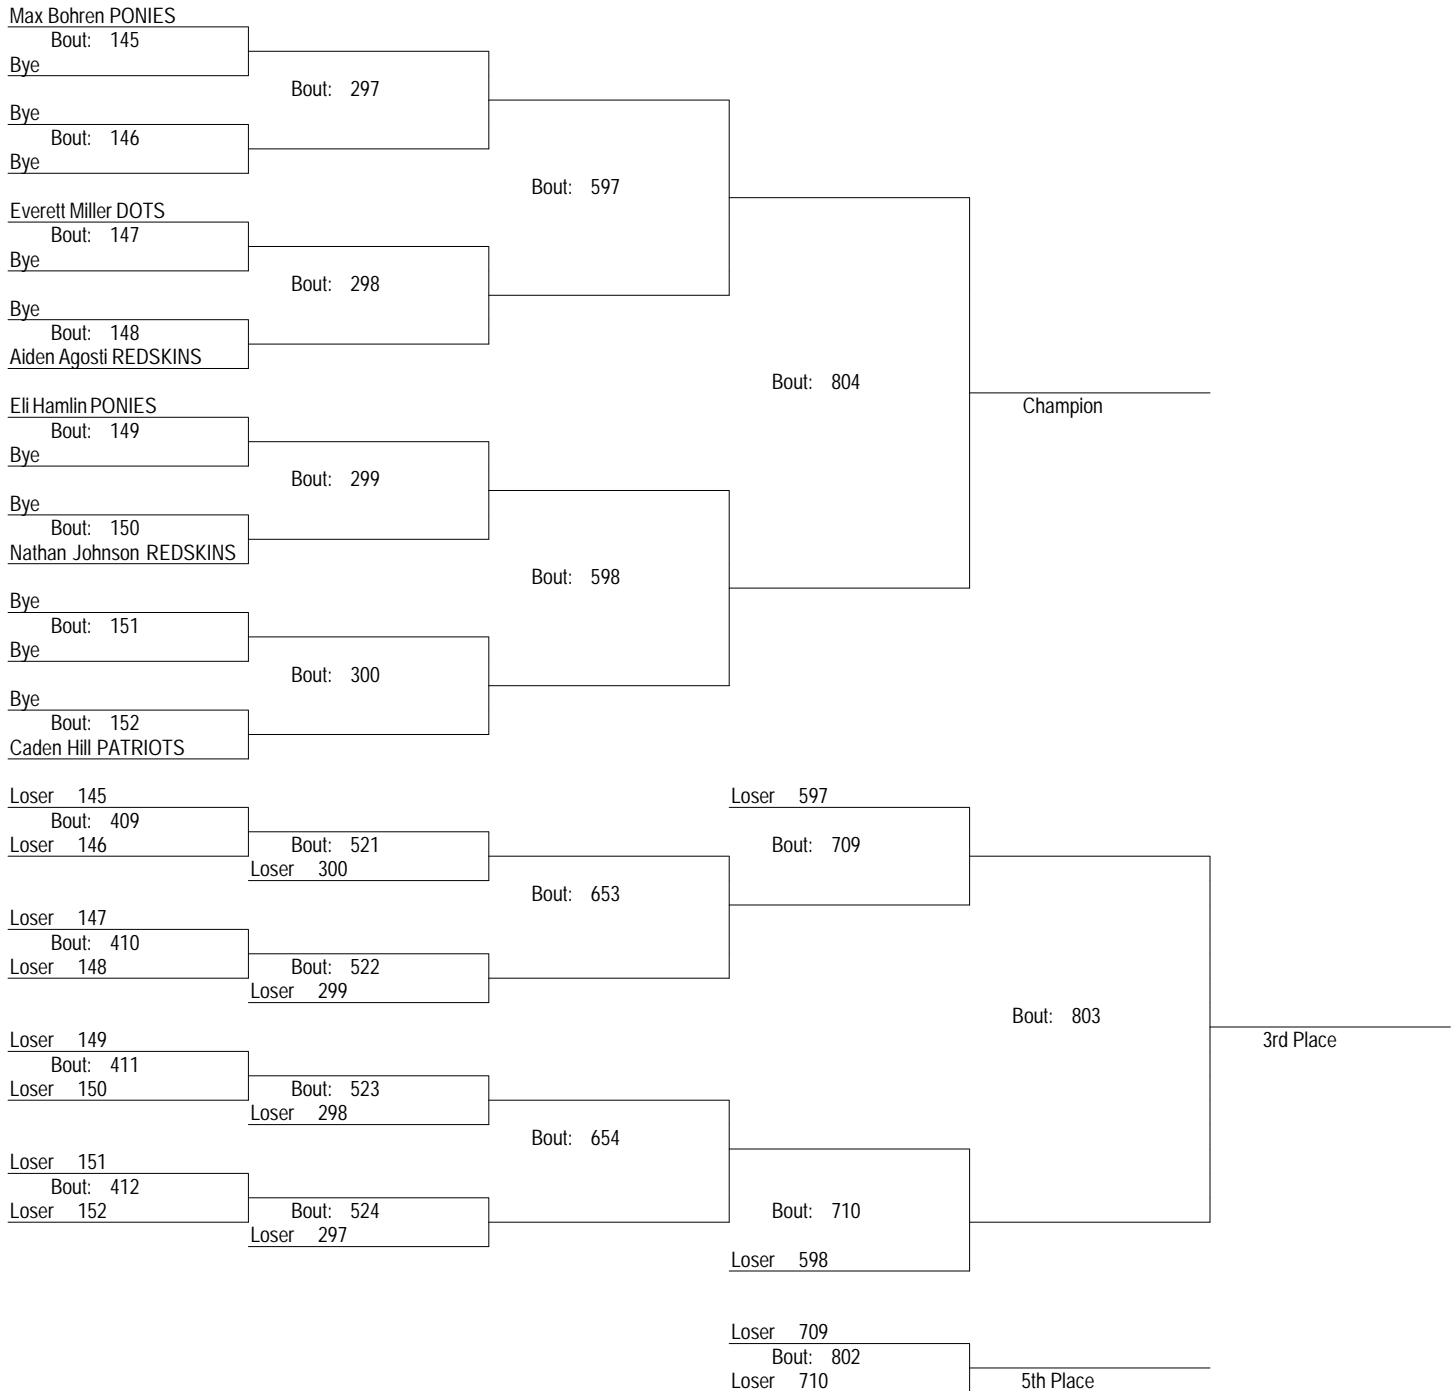 Max Bohren PONIES
Bout: 145
Bye
Bout: 297
Bye
Bout: 146
Bye
Bout: 597
Everett Miller DOTS
Bout: 147
Bye
Bout: 298
Bye
Bout: 148
Aiden Agosti REDSKINS
Bout: 804
Champion
Eli Hamlin PONIES
Bout: 149
Bye
Bout: 299
Bye
Bout: 150
Nathan Johnson REDSKINS
Bout: 598
Bye
Bout: 151
Bye
Bout: 300
Bye
Bout: 152
Caden Hill PATRIOTS
Loser 145
Bout: 409
Loser 146
Bout: 521
Loser 300
Bout: 653
Loser 597
Bout: 709
Loser 147
Bout: 410
Loser 148
Bout: 522
Loser 299
Bout: 803
3rd Place
Loser 149
Bout: 411
Loser 150
Bout: 523
Loser 298
Bout: 654
Loser 151
Bout: 412
Loser 152
Bout: 524
Loser 297
Bout: 710
Loser 598
Loser 709
Bout: 802
Loser 710
5th Place